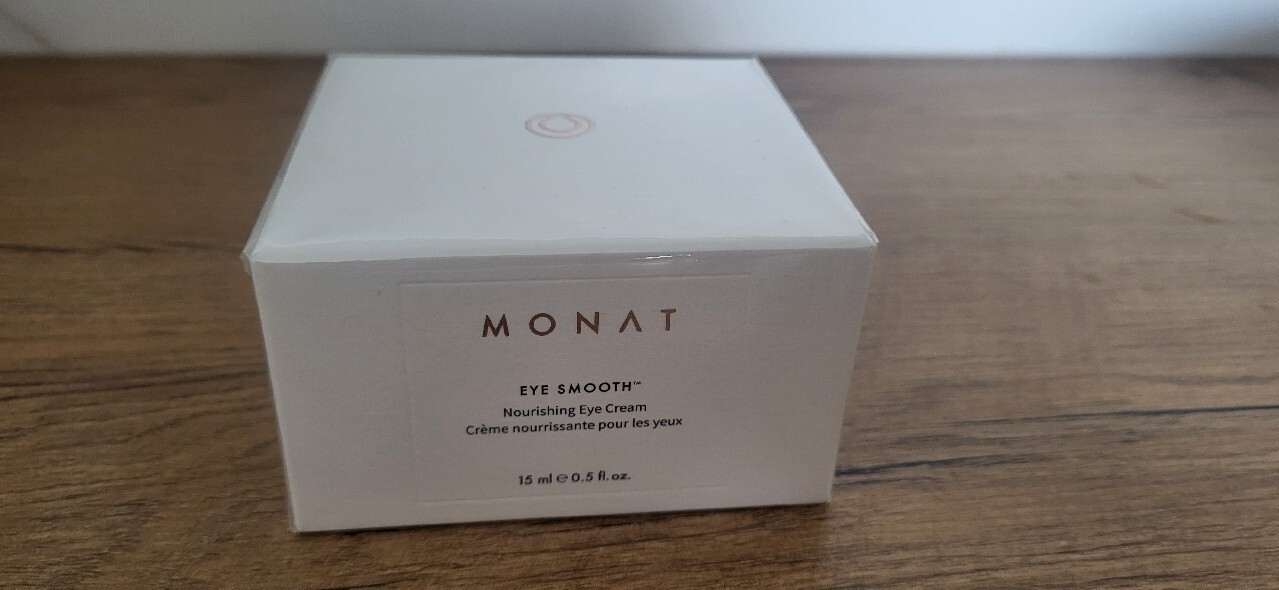 MONAT
EYE SMOOTH™
Nourishing Eye Cream
Crème nourrissante pour les yeux
15 ml ℮ 0.5 fl. oz.